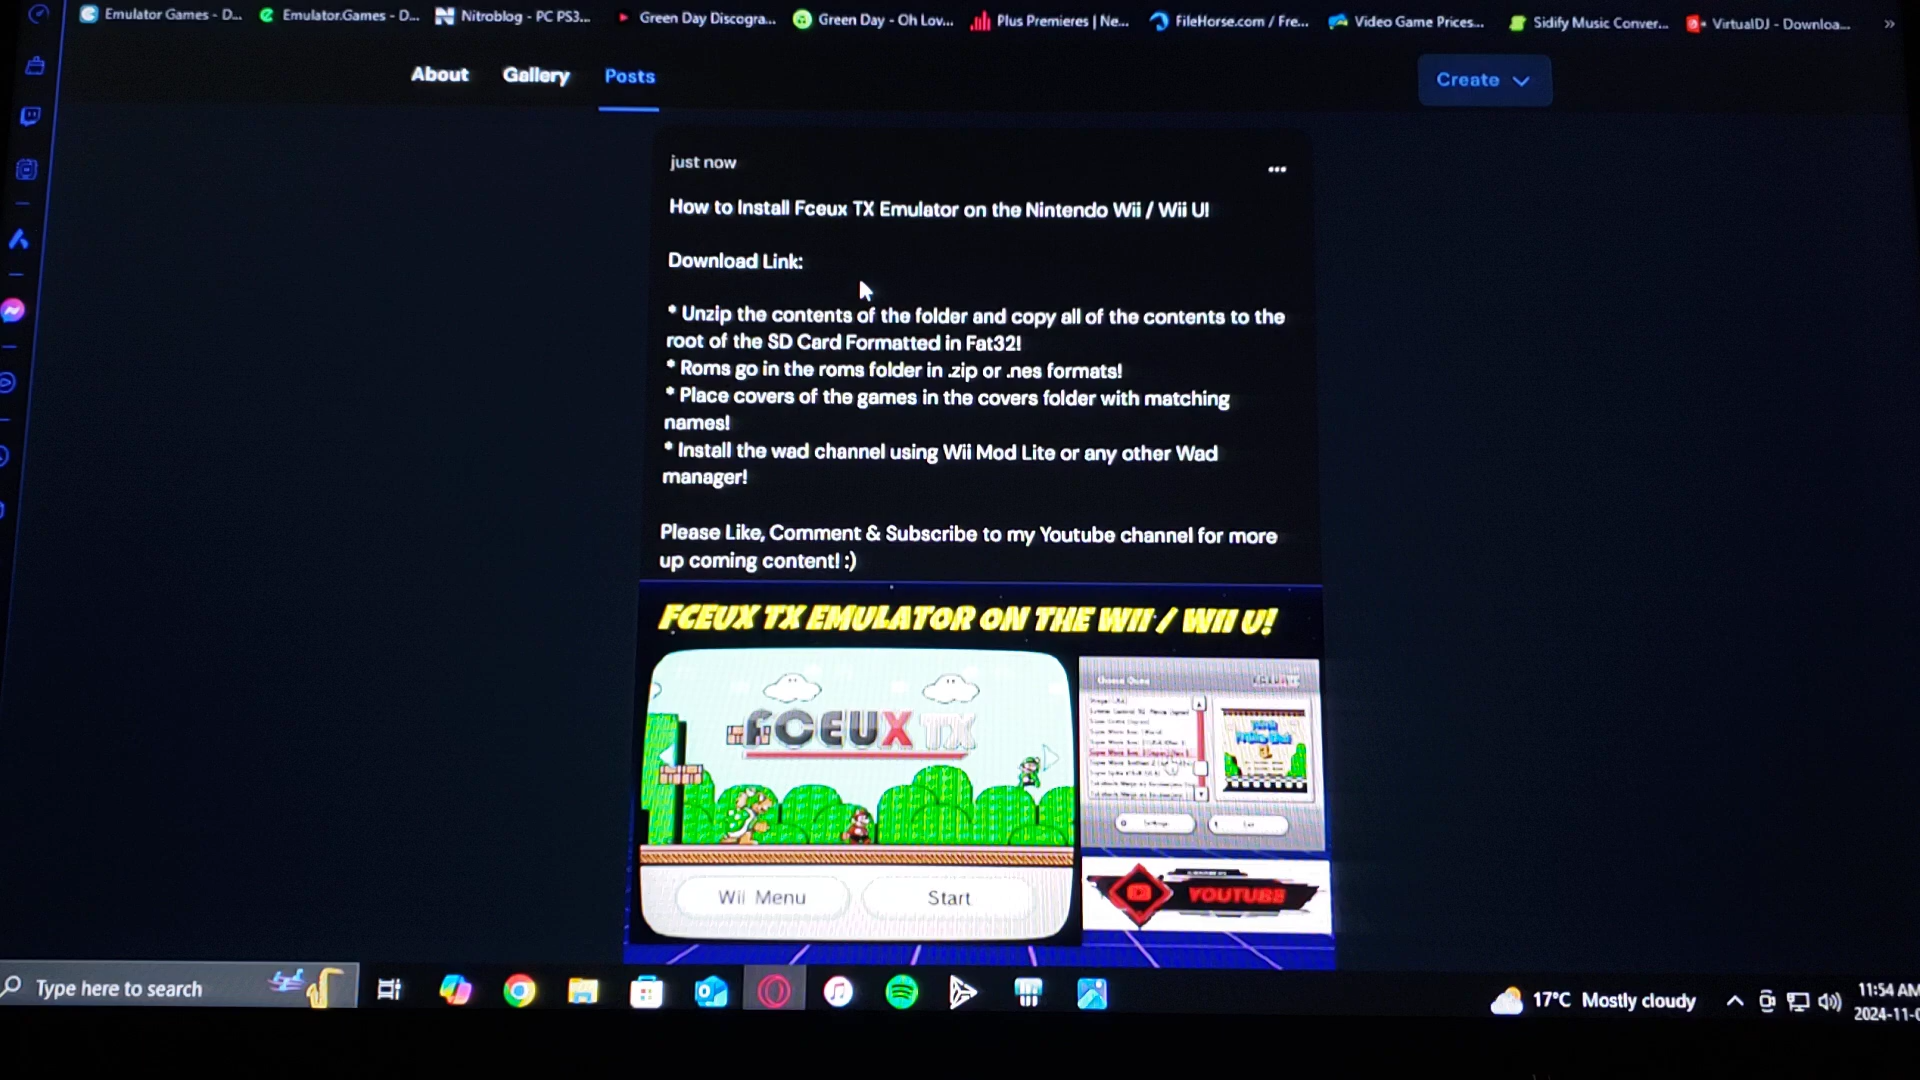 Emulator Games - D...
Emulator.Games - D...
Nitroblog - PC PS3...
Green Day Discogra...
Green Day - Oh Lov...
Plus Premieres | Ne...
FileHorse.com / Fre...
Video Game Prices...
Sidify Music Conver...
VirtualDJ - Downloa...
About
Gallery
Posts
Create
just now
How to Install Fceux TX Emulator on the Nintendo Wii / Wii U!
Download Link:
* Unzip the contents of the folder and copy all of the contents to the
root of the SD Card Formatted in Fat32!
* Roms go in the roms folder in .zip or .nes formats!
* Place covers of the games in the covers folder with matching
names!
* Install the wad channel using Wii Mod Lite or any other Wad
manager!
Please Like, Comment & Subscribe to my Youtube channel for more
up coming content! :)
FCEUX TX EMULATOR ON THE WII / WII U!
FCEUX TX
Wii Menu
Start
YOUTUBE
Type here to search
17°C Mostly cloudy
11:54 AM
2024-11-0